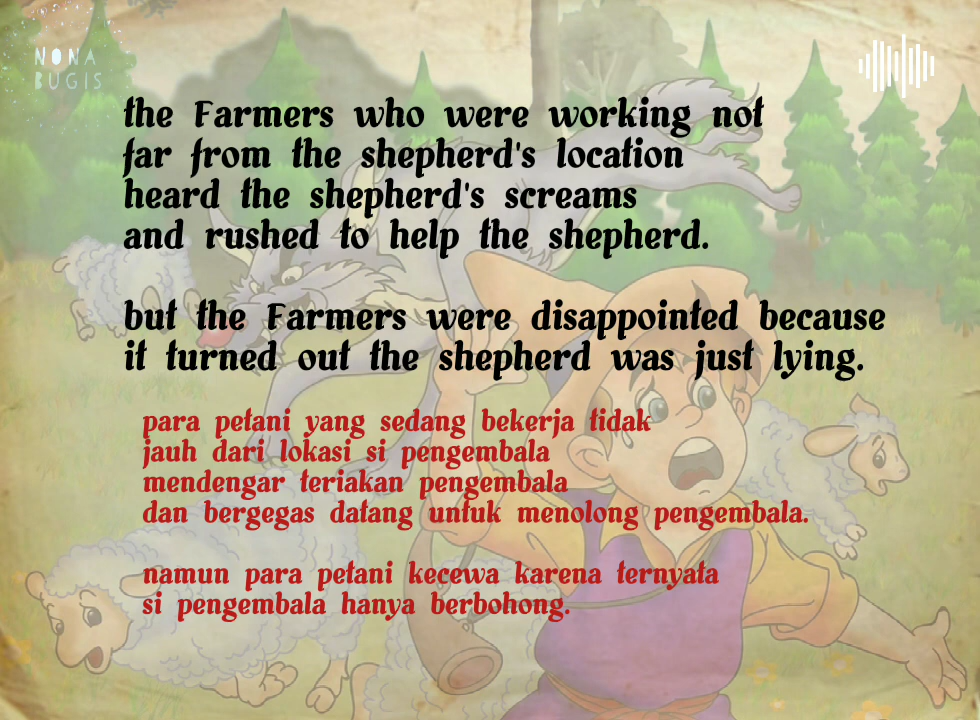 NONA
BUGIS
the Farmers who were working not
far from the shepherd's location
heard the shepherd's screams
and rushed to help the shepherd.
but the Farmers were disappointed because
it turned out the shepherd was just lying.
para petani yang sedang bekerja tidak
jauh dari lokasi si pengembala
mendengar teriakan pengembala
dan bergegas datang untuk menolong pengembala.
namun para petani kecewa karena ternyata
si pengembala hanya berbohong.